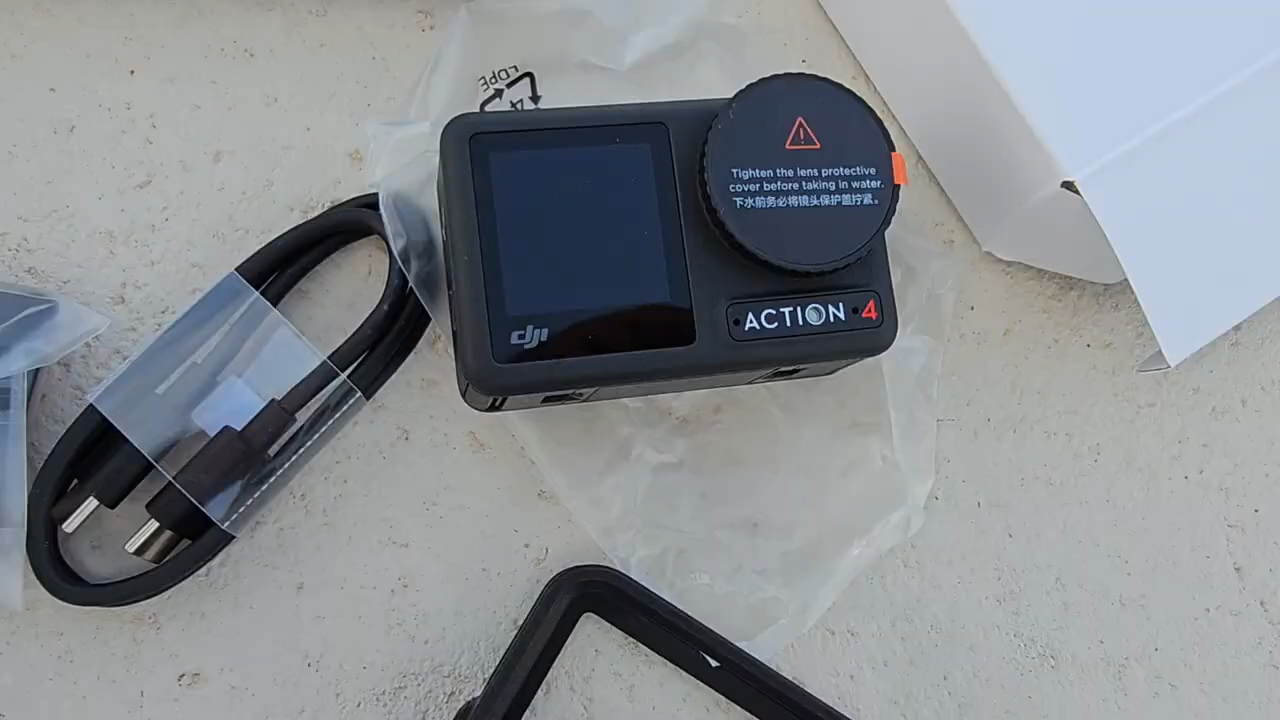 LDPE
4
Tighten the lens protective
cover before taking in water.
下水前务必将镜头保护盖拧紧。
ACTION 4
dji